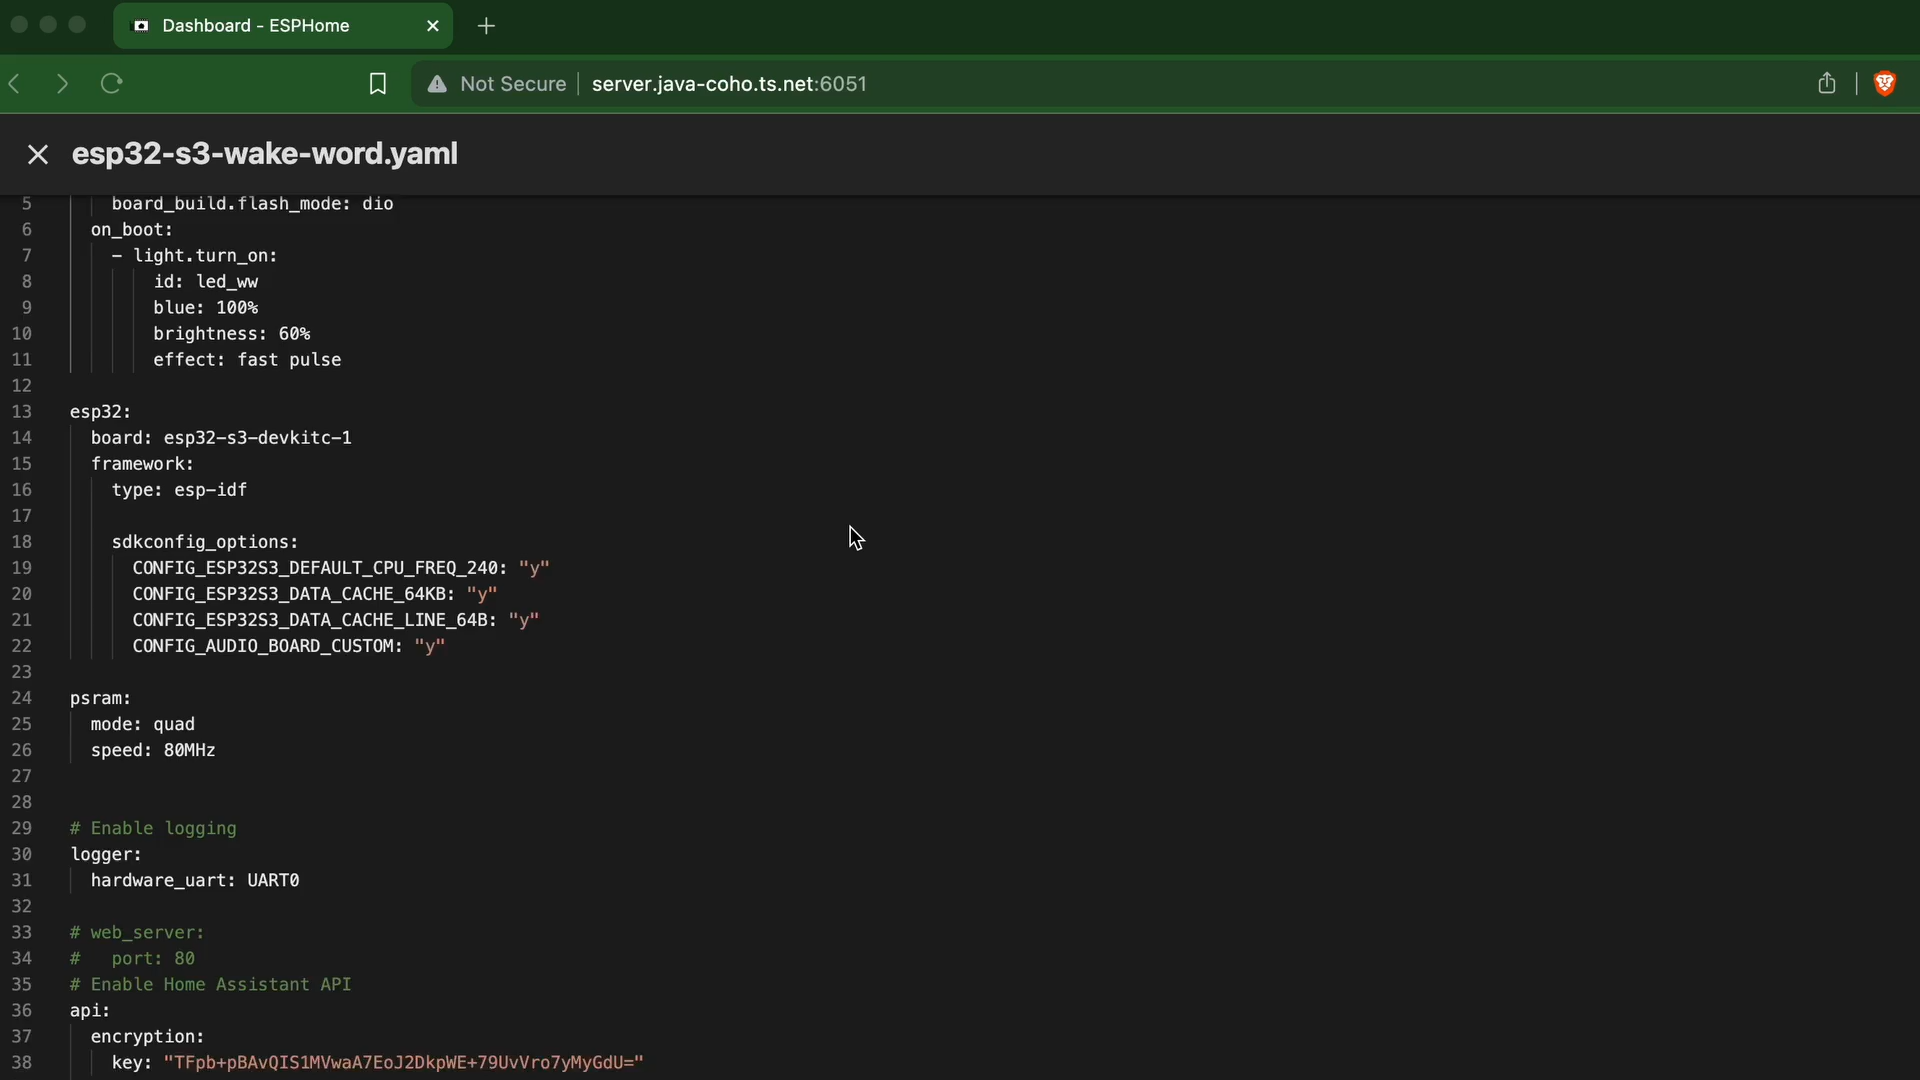 Dashboard - ESPHome
Not Secure server.java-coho.ts.net:6051
esp32-s3-wake-word.yaml
5 board_build.flash_mode: dio
6 on_boot:
7 - light.turn_on:
8 id: led_ww
9 blue: 100%
10 brightness: 60%
11 effect: fast pulse
12
13 esp32:
14 board: esp32-s3-devkitc-1
15 framework:
16 type: esp-idf
17
18 sdkconfig_options:
19 CONFIG_ESP32S3_DEFAULT_CPU_FREQ_240: "y"
20 CONFIG_ESP32S3_DATA_CACHE_64KB: "y"
21 CONFIG_ESP32S3_DATA_CACHE_LINE_64B: "y"
22 CONFIG_AUDIO_BOARD_CUSTOM: "y"
23
24 psram:
25 mode: quad
26 speed: 80MHz
27
28
29 # Enable logging
30 logger:
31 hardware_uart: UART0
32
33 # web_server:
34 # port: 80
35 # Enable Home Assistant API
36 api:
37 encryption:
38 key: "TFpb+pBAvQIS1MVwaA7EoJ2DkpWE+79UvVro7yMyGdU="